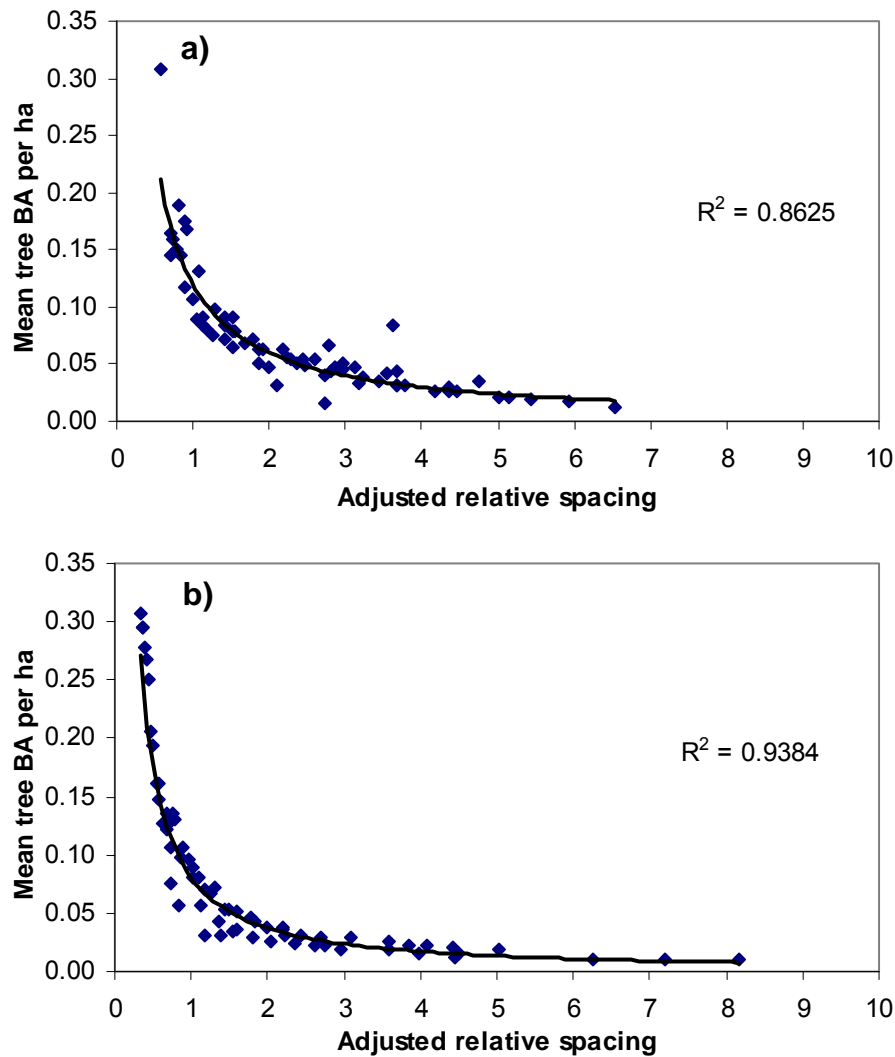 a)
0.35
0.30
0.25
0.20
0.15
0.10
0.05
0.00
Mean tree BA per ha
R² = 0.8625
0 1 2 3 4 5 6 7 8 9 10
Adjusted relative spacing
b)
0.35
0.30
0.25
0.20
0.15
0.10
0.05
0.00
Mean tree BA per ha
R² = 0.9384
0 1 2 3 4 5 6 7 8 9 10
Adjusted relative spacing